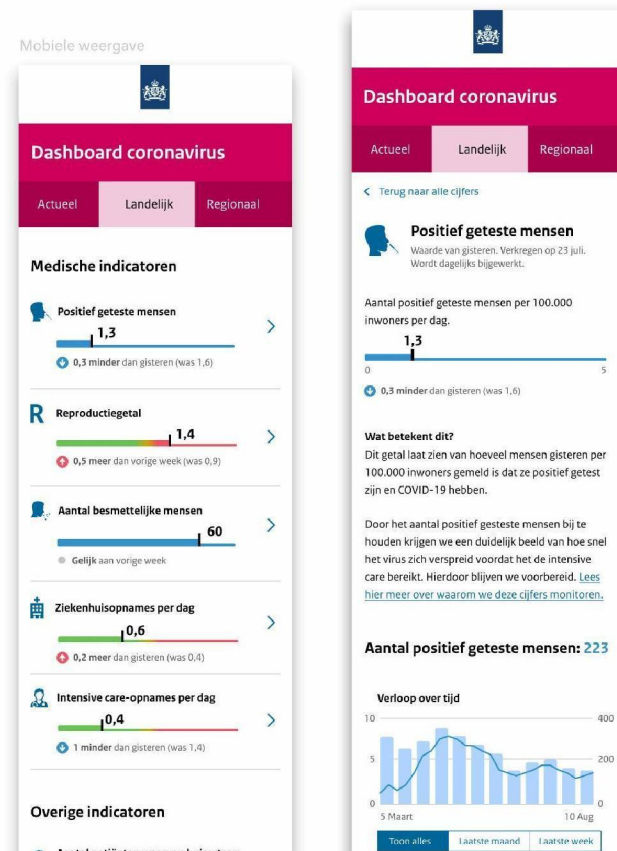 Mobiele weergave
Dashboard coronavirus
Actueel Landelijk Regionaal
Medische indicatoren
Positief geteste mensen
1,3
0,3 minder dan gisteren (was 1,6)
R Reproductiegetal
1,4
0,5 meer dan vorige week (was 0,9)
Aantal besmettelijke mensen
60
Gelijk aan vorige week
Ziekenhuisopnames per dag
0,6
0,2 meer dan gisteren (was 0,4)
Intensive care-opnames per dag
0,4
1 minder dan gisteren (was 1,4)
Overige indicatoren
Dashboard coronavirus
Actueel Landelijk Regionaal
Terug naar alle cijfers
Positief geteste mensen
Waarde van gisteren. Verkregen op 23 juli.
Wordt dagelijks bijgewerkt.
Aantal positief geteste mensen per 100.000
inwoners per dag.
1,3
0 5
0,3 minder dan gisteren (was 1,6)
Wat betekent dit?
Dit getal laat zien van hoeveel mensen gisteren per
100.000 inwoners gemeld is dat ze positief getest
zijn en COVID-19 hebben.
Door het aantal positief gesteste mensen bij te
houden krijgen we een duidelijk beeld van hoe snel
het virus zich verspreid voordat het de intensive
care bereikt. Hierdoor blijven we voorbereid. Lees
hier meer over waarom we deze cijfers monitoren.
Aantal positief geteste mensen: 223
Verloop over tijd
10 400
5 200
0 0
5 Maart 10 Aug
Toon alles Laatste maand Laatste week